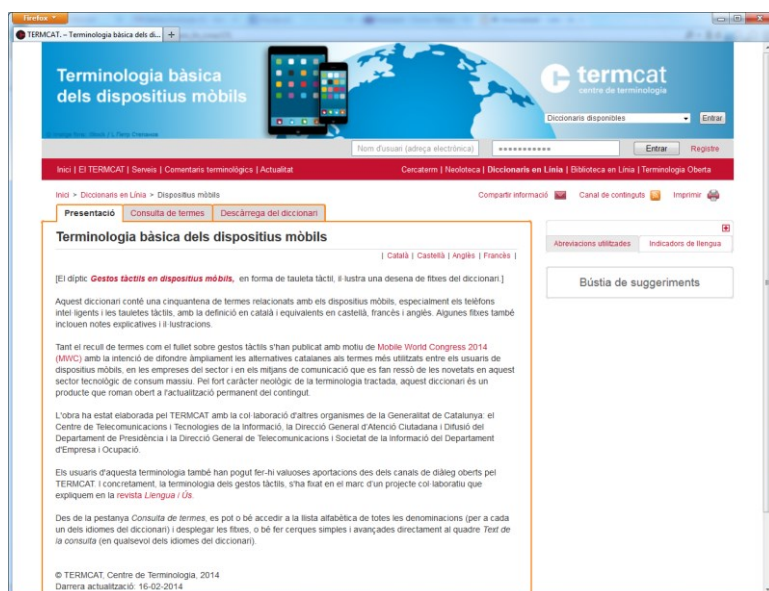 Firefox
TERMCAT. – Terminologia bàsica dels di...
Terminologia bàsica
dels dispositius mòbils
termcat
centre de terminologia
Diccionaris disponibles
Entrar
Nom d'usuari (adreça electrònica)
Entrar
Registre
Inici | El TERMCAT | Serveis | Comentaris terminològics | Actualitat
Cercaterm | Neoloteca | Diccionaris en Línia | Biblioteca en Línia | Terminologia Oberta
Inici > Diccionaris en Línia > Dispositius mòbils
Compartir informació
Canal de continguts
Imprimir
Presentació
Consulta de termes
Descàrrega del diccionari
Terminologia bàsica dels dispositius mòbils
| Català | Castellà | Anglès | Francès |
Abreviacions utilitzades
Indicadors de llengua
Bústia de suggeriments
[El díptic Gestos tàctils en dispositius mòbils, en forma de tauleta tàctil, il·lustra una desena de fitxes del diccionari.]
Aquest diccionari conté una cinquantena de termes relacionats amb els dispositius mòbils, especialment els telèfons
intel·ligents i les tauletes tàctils, amb la definició en català i equivalents en castellà, francès i anglès. Algunes fitxes també
inclouen notes explicatives i il·lustracions.
Tant el recull de termes com el fullet sobre gestos tàctils s'han publicat amb motiu de Mobile World Congress 2014
(MWC) amb la intenció de difondre àmpliament les alternatives catalanes als termes més utilitzats entre els usuaris de
dispositius mòbils, en les empreses del sector i en els mitjans de comunicació que es fan ressò de les novetats en aquest
sector tecnològic de consum massiu. Pel fort caràcter neològic de la terminologia tractada, aquest diccionari és un
producte que roman obert a l'actualització permanent del contingut.
L'obra ha estat elaborada pel TERMCAT amb la col·laboració d'altres organismes de la Generalitat de Catalunya: el
Centre de Telecomunicacions i Tecnologies de la Informació, la Direcció General d'Atenció Ciutadana i Difusió del
Departament de Presidència i la Direcció General de Telecomunicacions i Societat de la Informació del Departament
d'Empresa i Ocupació.
Els usuaris d'aquesta terminologia també han pogut fer-hi valuoses aportacions des dels canals de diàleg oberts pel
TERMCAT. I concretament, la terminologia dels gestos tàctils, s'ha fixat en el marc d'un projecte col·laboratiu que
expliquem en la revista Llengua i Ús.
Des de la pestanya Consulta de termes, es pot o bé accedir a la llista alfabètica de totes les denominacions (per a cada
un dels idiomes del diccionari) i desplegar les fitxes, o bé fer cerques simples i avançades directament al quadre Text de
la consulta (en qualsevol dels idiomes del diccionari).
© TERMCAT, Centre de Terminologia, 2014
Darrera actualització: 16-02-2014